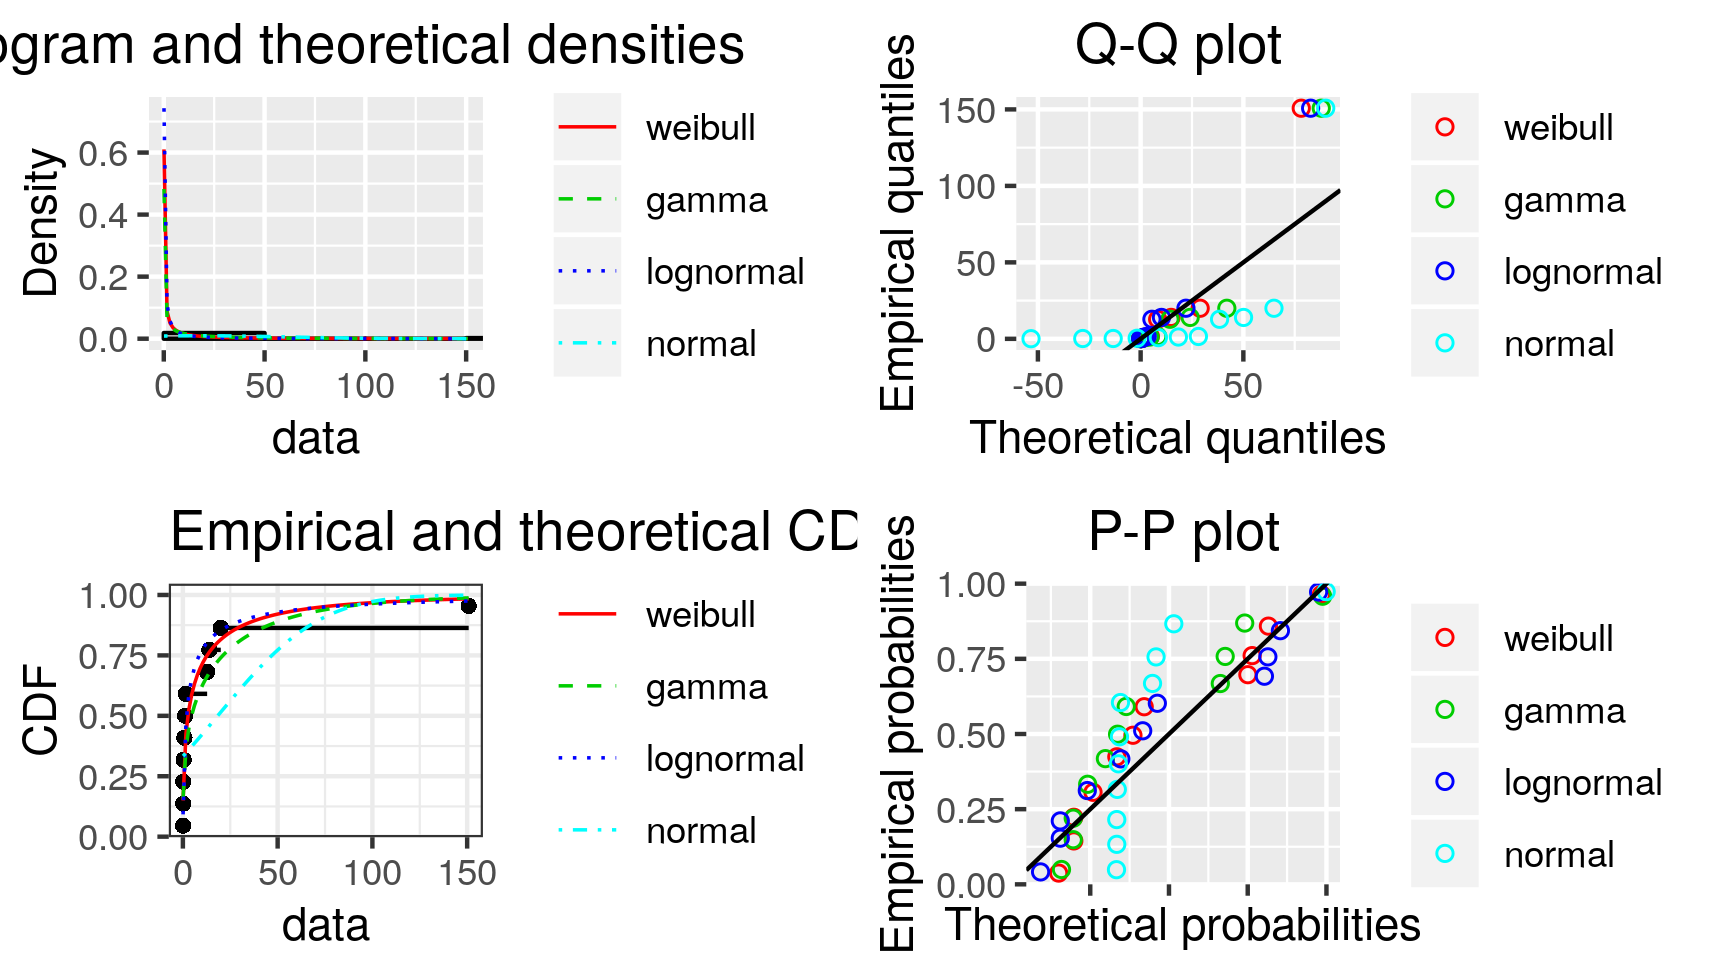 ogram and theoretical densities
Density
0.6
0.4
0.2
0.0
0 50 100 150
data
weibull
gamma
lognormal
normal
Q-Q plot
Empirical quantiles
150
100
50
0
-50 0 50
Theoretical quantiles
weibull
gamma
lognormal
normal
Empirical and theoretical CD
CDF
1.00
0.75
0.50
0.25
0.00
0 50 100 150
data
weibull
gamma
lognormal
normal
P-P plot
Empirical probabilities
1.00
0.75
0.50
0.25
0.00
Theoretical probabilities
weibull
gamma
lognormal
normal